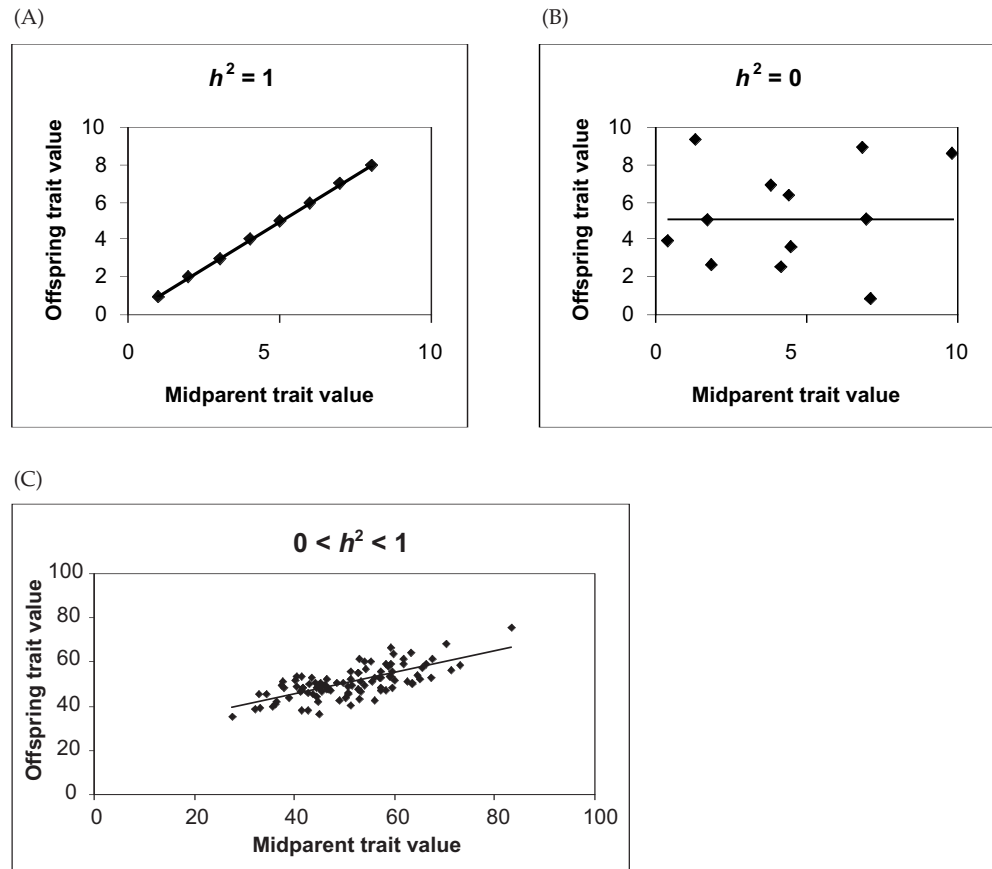 (A)
h² = 1
Offspring trait value
10
8
6
4
2
0
0 5 10
Midparent trait value
(B)
h² = 0
Offspring trait value
10
8
6
4
2
0
0 5 10
Midparent trait value
(C)
0 < h² < 1
Offspring trait value
100
80
60
40
20
0
0 20 40 60 80 100
Midparent trait value